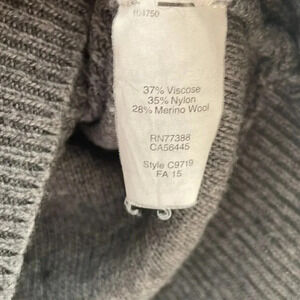 37% Viscose
35% Nylon
28% Merino Wool
RN77388
CA56445
Style C9719
FA 15